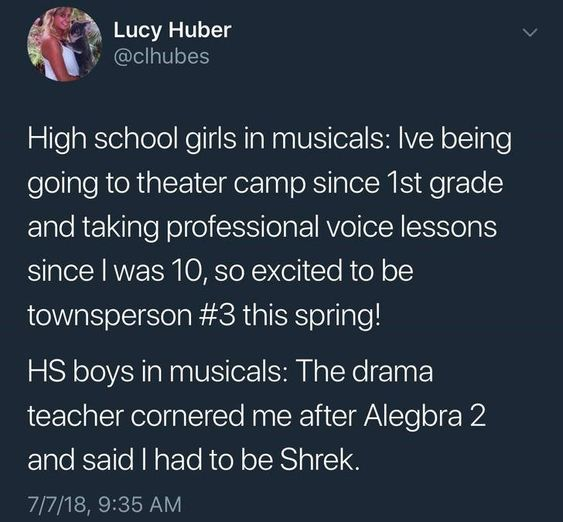 Lucy Huber
@clhubes
High school girls in musicals: Ive being
going to theater camp since 1st grade
and taking professional voice lessons
since I was 10, so excited to be
townsperson #3 this spring!
HS boys in musicals: The drama
teacher cornered me after Alegbra 2
and said I had to be Shrek.
7/7/18, 9:35 AM